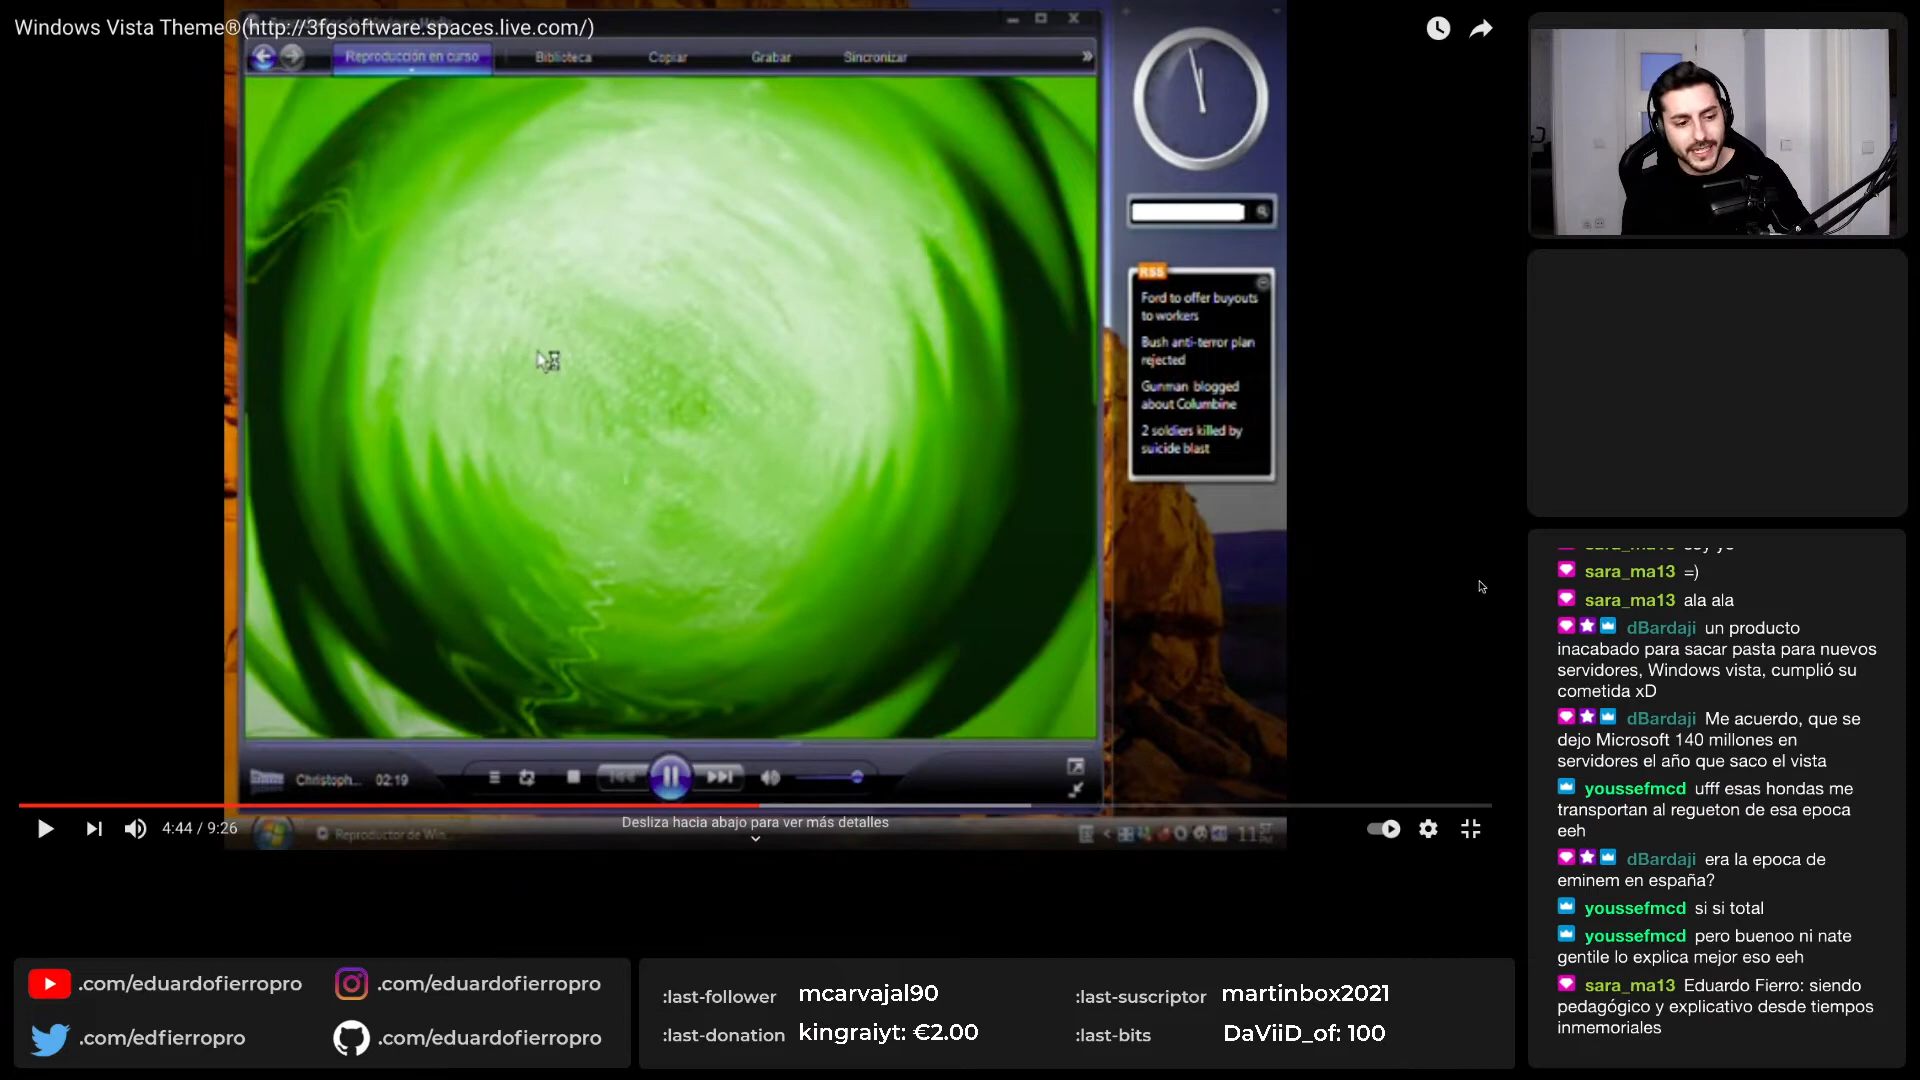 Windows Vista Theme®(http://3fgsoftware.spaces.live.com/)
Reproducción en curso
Biblioteca
Copiar
Grabar
Sincronizar
»
RSS
Ford to offer buyouts
to workers
Bush anti-terror plan
rejected
Gunman blogged
about Columbine
2 soldiers killed by
suicide blast
Christoph... 02:19
4:44 / 9:26
Desliza hacia abajo para ver más detalles
Reproductor de Win...
sara_ma13 =)
sara_ma13 ala ala
dBardaji un producto
inacabado para sacar pasta para nuevos
servidores, Windows vista, cumplió su
cometida xD
dBardaji Me acuerdo, que se
dejo Microsoft 140 millones en
servidores el año que saco el vista
youssefmcd ufff esas hondas me
transportan al regueton de esa epoca
eeh
dBardaji era la epoca de
eminem en españa?
youssefmcd si si total
youssefmcd pero buenoo ni nate
gentile lo explica mejor eso eeh
sara_ma13 Eduardo Fierro: siendo
pedagógico y explicativo desde tiempos
inmemoriales
.com/eduardofierropro
.com/eduardofierropro
.com/edfierropro
.com/eduardofierropro
:last-follower mcarvajal90
:last-suscriptor martinbox2021
:last-donation kingraiyt: €2.00
:last-bits DaViiD_of: 100